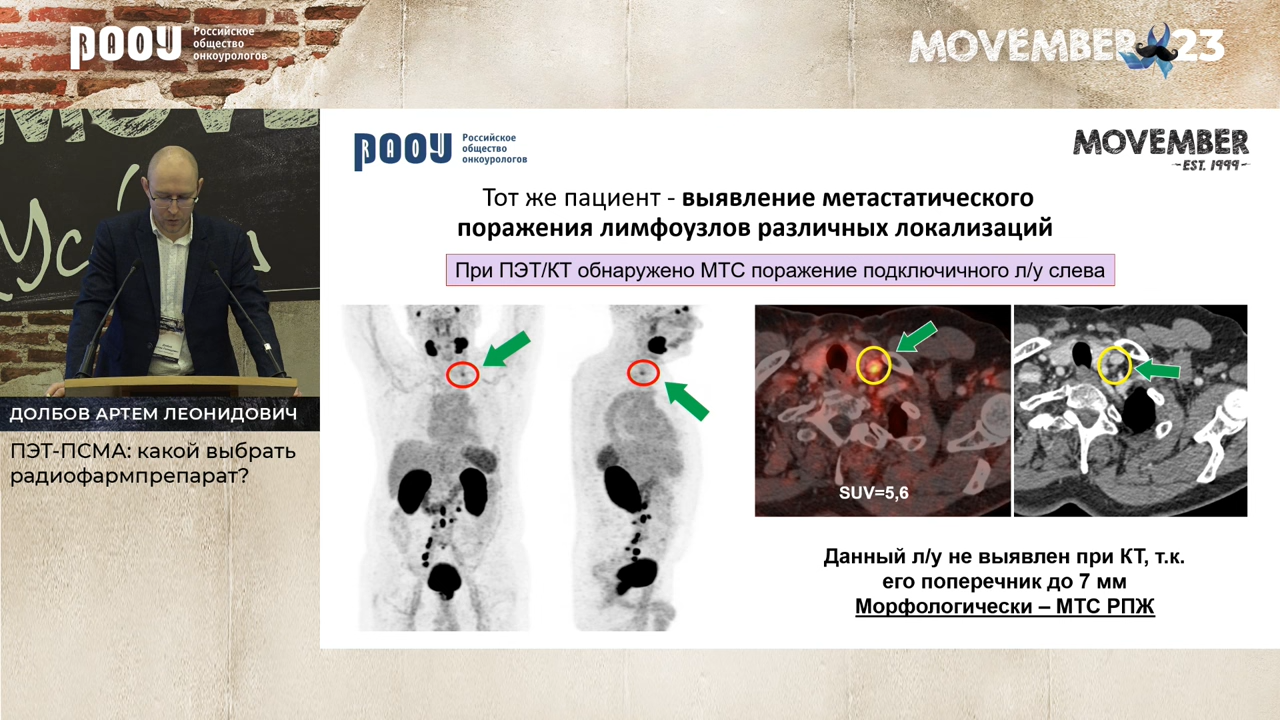 РООУ
RAOU
Российское
общество
онкоурологов
MOVEMBER 23
РООУ
RAOU
Российское
общество
онкоурологов
MOVEMBER
EST. 1999
Тот же пациент - выявление метастатического
поражения лимфоузлов различных локализаций
При ПЭТ/КТ обнаружено МТС поражение подключичного л/у слева
SUV=5,6
Данный л/у не выявлен при КТ, т.к.
его поперечник до 7 мм
Морфологически – МТС РПЖ
ДОЛБОВ АРТЕМ ЛЕОНИДОВИЧ
ПЭТ-ПСМА: какой выбрать
радиофармпрепарат?